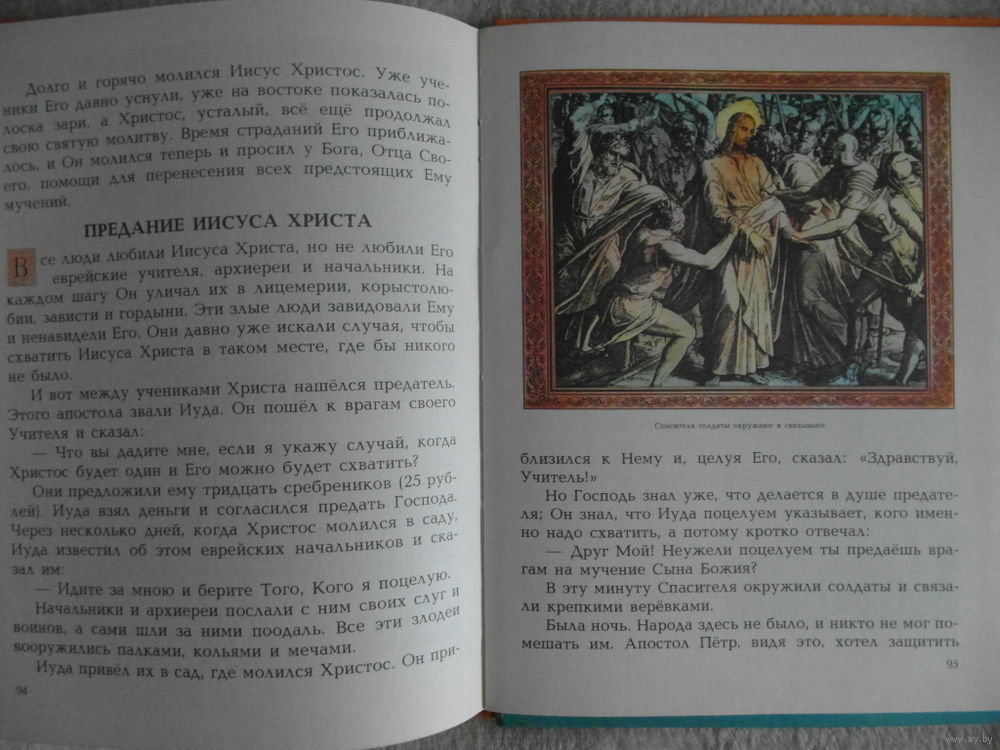 Долго и горячо молился Иисус Христос. Уже уче-
ники Его давно уснули, уже на востоке показалась по-
лоска зари, а Христос, усталый, всё ещё продолжал
свою святую молитву. Время страданий Его приближа-
лось, и Он молился теперь и просил у Бога, Отца Сво-
его, помощи для перенесения всех предстоящих Ему
мучений.
ПРЕДАНИЕ ИИСУСА ХРИСТА
Все люди любили Иисуса Христа, но не любили Его
еврейские учителя, архиереи и начальники. На
каждом шагу Он уличал их в лицемерии, корыстолю-
бии, зависти и гордыни. Эти злые люди завидовали Ему
и ненавидели Его. Они давно уже искали случая, чтобы
схватить Иисуса Христа в таком месте, где бы никого
не было.
И вот между учениками Христа нашёлся предатель.
Этого апостола звали Иуда. Он пошёл к врагам своего
Учителя и сказал:
— Что вы дадите мне, если я укажу случай, когда
Христос будет один и Его можно будет схватить?
Они предложили ему тридцать сребреников (25 руб-
лей). Иуда взял деньги и согласился предать Господа.
Через несколько дней, когда Христос молился в саду,
Иуда известил об этом еврейских начальников и ска-
зал им:
— Идите за мною и берите Того, Кого я поцелую.
Начальники и архиереи послали с ним своих слуг и
воинов, а сами шли за ними поодаль. Все эти злодеи
вооружились палками, кольями и мечами.
Иуда привёл их в сад, где молился Христос. Он при-
94
Спасителя солдаты окружают и связывают.
близился к Нему и, целуя Его, сказал: «Здравствуй,
Учитель!»
Но Господь знал уже, что делается в душе предате-
ля; Он знал, что Иуда поцелуем указывает, кого имен-
но надо схватить, а потому кротко отвечал:
— Друг Мой! Неужели поцелуем ты предаёшь вра-
гам на мучение Сына Божия?
В эту минуту Спасителя окружили солдаты и связа-
ли крепкими верёвками.
Была ночь. Народа здесь не было, и никто не мог по-
мешать им. Апостол Пётр, видя это, хотел защитить
95
www.ay.by